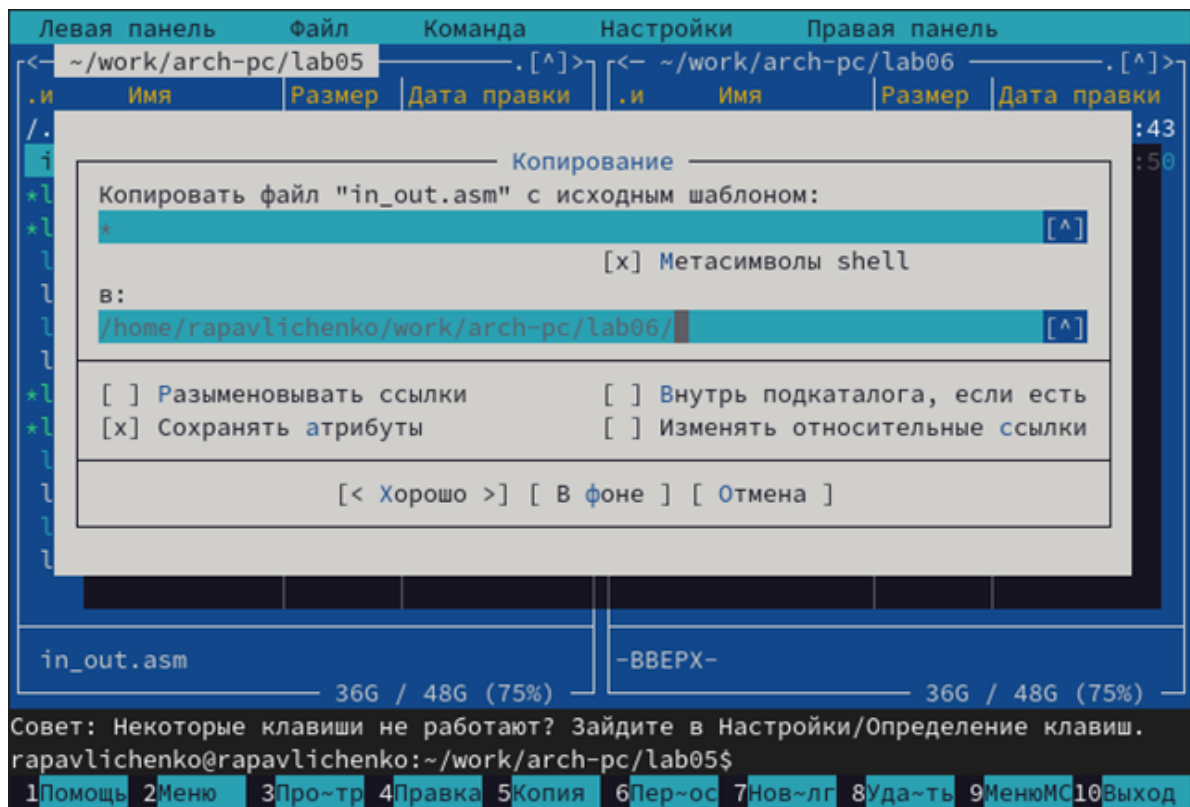 Левая панель Файл Команда Настройки Правая панель
<— ~/work/arch-pc/lab05 .[^]> <— ~/work/arch-pc/lab06 .[^]>
.и Имя Размер Дата правки .и Имя Размер Дата правки
/. :43
i Копирование :50
*l Копировать файл "in_out.asm" с исходным шаблоном:
*l * [^]
l [x] Метасимволы shell
l в:
l /home/rapavlichenko/work/arch-pc/lab06/ [^]
l
*l [ ] Разыменовывать ссылки [ ] Внутрь подкаталога, если есть
*l [x] Сохранять атрибуты [ ] Изменять относительные ссылки
l
l [< Хорошо >] [ В фоне ] [ Отмена ]
l
l
in_out.asm -ВВЕРХ-
36G / 48G (75%) 36G / 48G (75%)
Совет: Некоторые клавиши не работают? Зайдите в Настройки/Определение клавиш.
rapavlichenko@rapavlichenko:~/work/arch-pc/lab05$
1Помощь 2Меню 3Про~тр 4Правка 5Копия 6Пер~ос 7Нов~лг 8Уда~ть 9МенюMC 10Выход